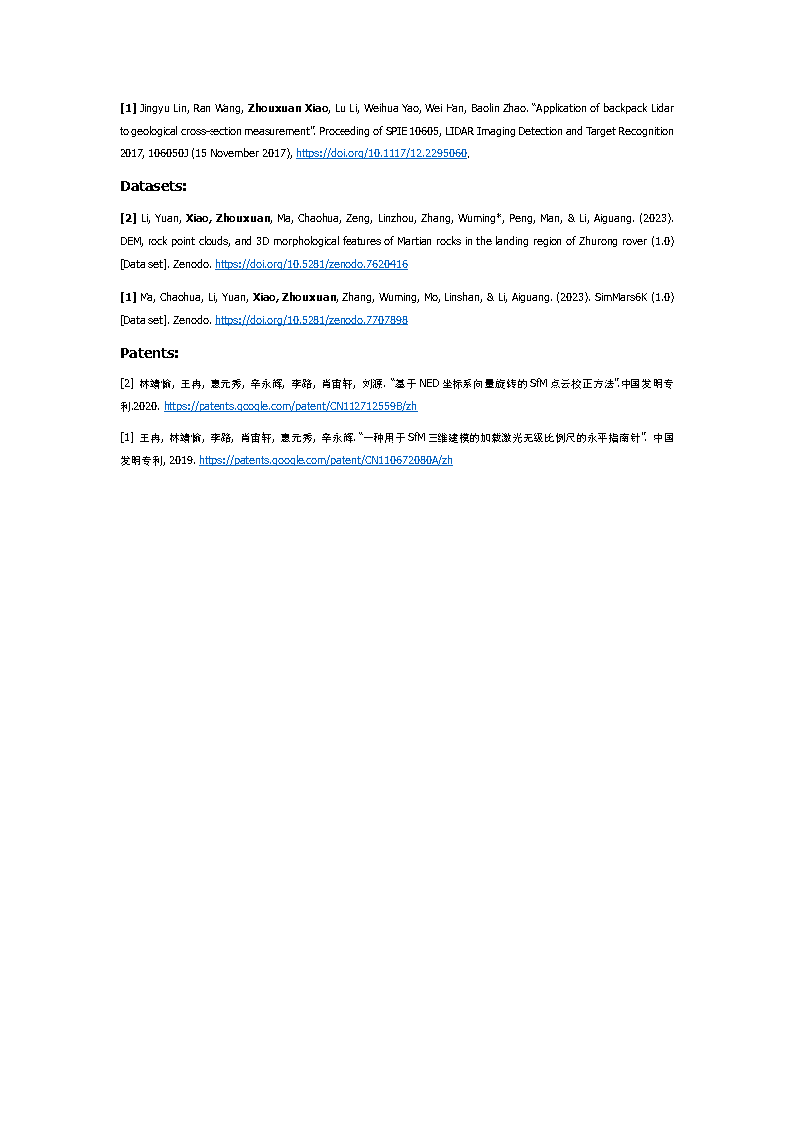 [1] Jingyu Lin, Ran Wang, Zhouxuan Xiao, Lu Li, Weihua Yao, Wei Han, Baolin Zhao. “Application of backpack Lidar
to geological cross-section measurement”. Proceeding of SPIE 10605, LIDAR Imaging Detection and Target Recognition
2017, 106050J (15 November 2017), https://doi.org/10.1117/12.2295060.
Datasets:
[2] Li, Yuan, Xiao, Zhouxuan, Ma, Chaohua, Zeng, Linzhou, Zhang, Wuming*, Peng, Man, & Li, Aiguang. (2023).
DEM, rock point clouds, and 3D morphological features of Martian rocks in the landing region of Zhurong rover (1.0)
[Data set]. Zenodo. https://doi.org/10.5281/zenodo.7620416
[1] Ma, Chaohua, Li, Yuan, Xiao, Zhouxuan, Zhang, Wuming, Mo, Linshan, & Li, Aiguang. (2023). SimMars6K (1.0)
[Data set]. Zenodo. https://doi.org/10.5281/zenodo.7707898
Patents:
[2] 林靖愉, 王冉, 惠元秀, 辛永辉, 李路, 肖宙轩, 刘源. “基于 NED 坐标系向量旋转的 SfM 点云校正方法”.中国发明专
利.2020. https://patents.google.com/patent/CN112712559B/zh
[1] 王冉, 林靖愉, 李路, 肖宙轩, 惠元秀, 辛永辉. “一种用于 SfM 三维建模的加载激光无级比例尺的永平指南针”. 中国
发明专利, 2019. https://patents.google.com/patent/CN110672080A/zh